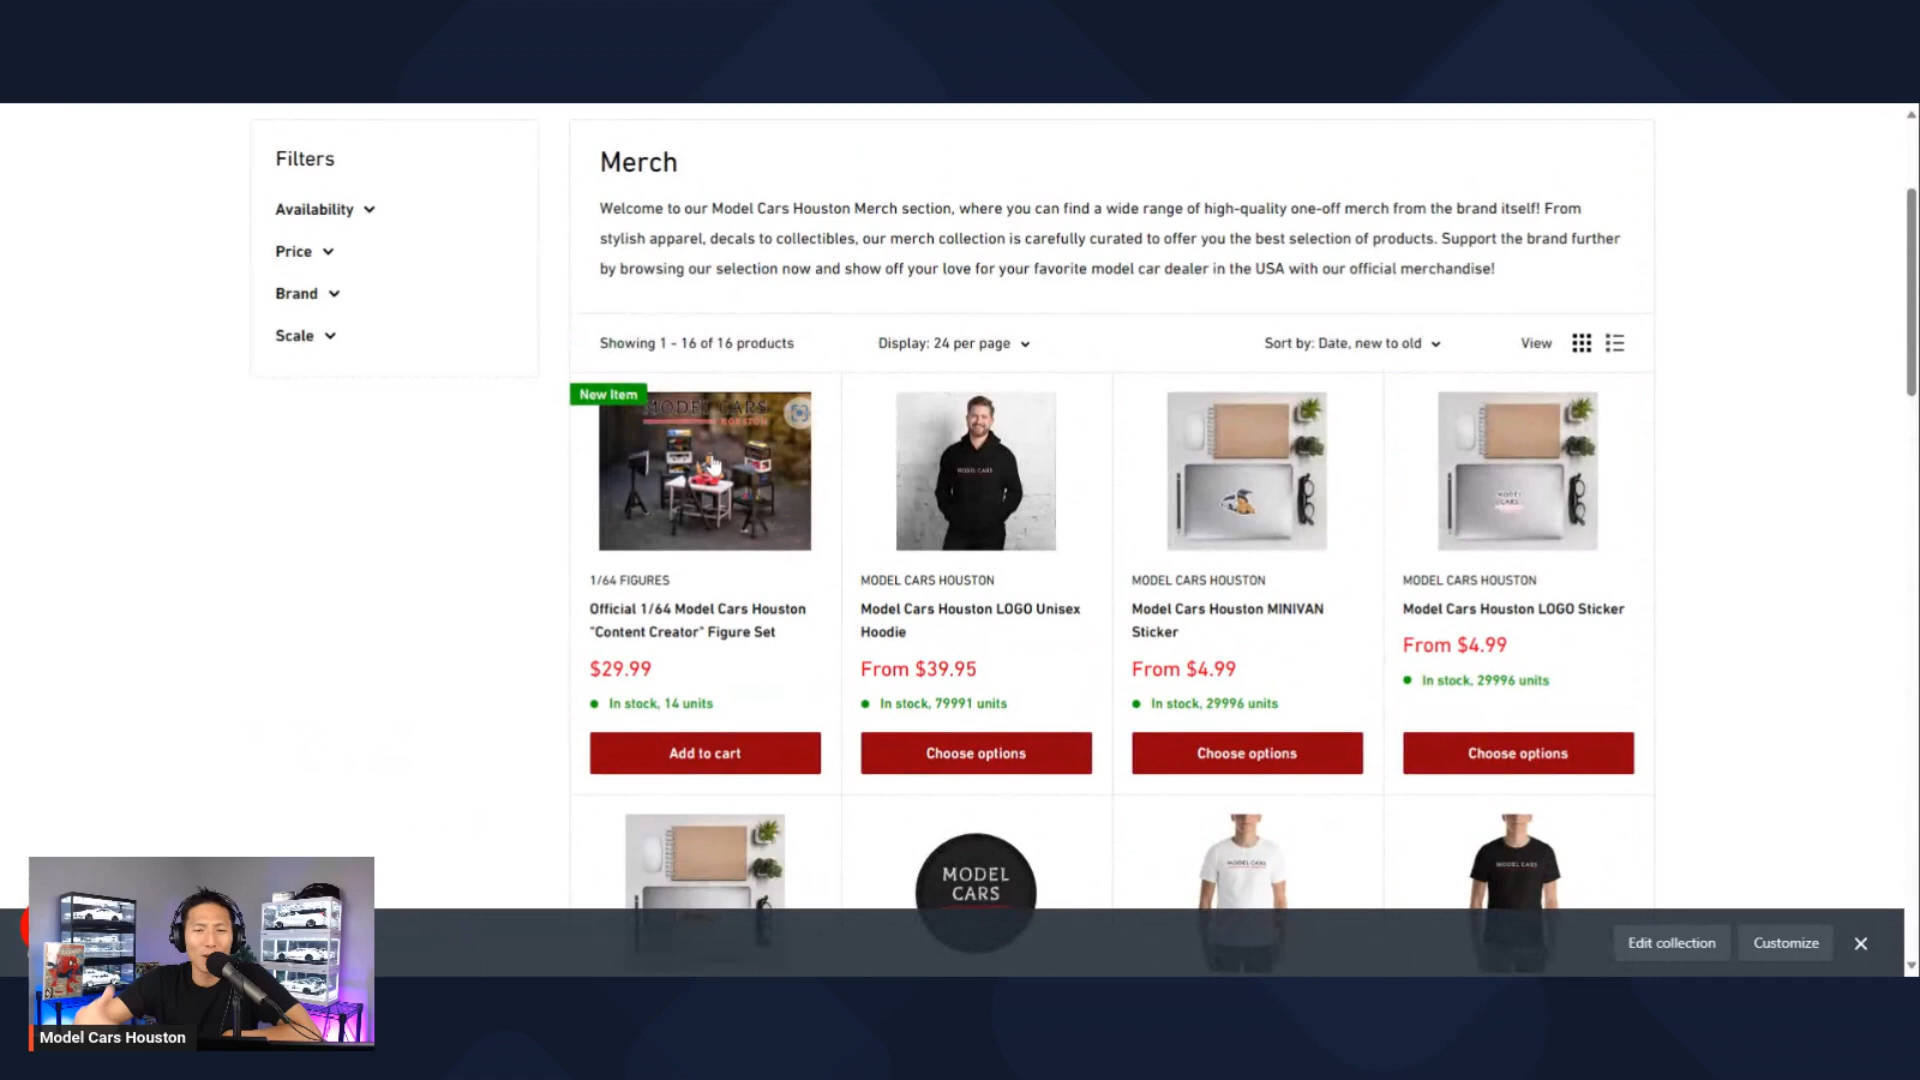 Filters
Availability
Price
Brand
Scale
Merch
Welcome to our Model Cars Houston Merch section, where you can find a wide range of high-quality one-off merch from the brand itself! From
stylish apparel, decals to collectibles, our merch collection is carefully curated to offer you the best selection of products. Support the brand further
by browsing our selection now and show off your love for your favorite model car dealer in the USA with our official merchandise!
Showing 1 - 16 of 16 products
Display: 24 per page
Sort by: Date, new to old
View
New Item
MODEL CARS
HOUSTON
1/64 FIGURES
Official 1/64 Model Cars Houston
"Content Creator" Figure Set
$29.99
In stock, 14 units
Add to cart
MODEL CARS
MODEL CARS HOUSTON
Model Cars Houston LOGO Unisex
Hoodie
From $39.95
In stock, 79991 units
Choose options
MODEL CARS HOUSTON
Model Cars Houston MINIVAN
Sticker
From $4.99
In stock, 29996 units
Choose options
MODEL
CARS
MODEL CARS HOUSTON
Model Cars Houston LOGO Sticker
From $4.99
In stock, 29996 units
Choose options
MODEL
CARS
MODEL CARS
MODEL CARS
Edit collection
Customize
Model Cars Houston